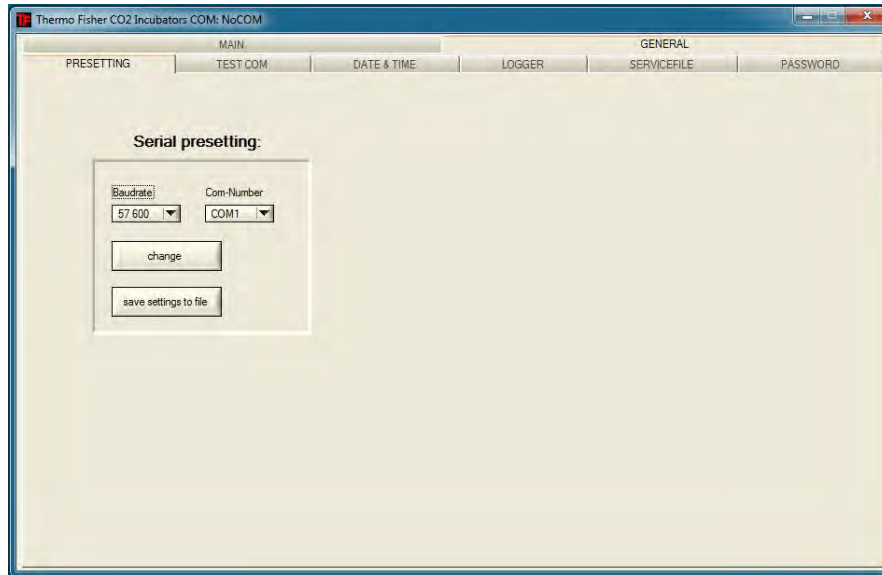 Thermo Fisher CO2 Incubators COM: NoCOM
MAIN GENERAL
PRESETTING TEST COM DATE & TIME LOGGER SERVICEFILE PASSWORD
Serial presetting:
Baudrate Com-Number
57 600 COM1
change
save settings to file